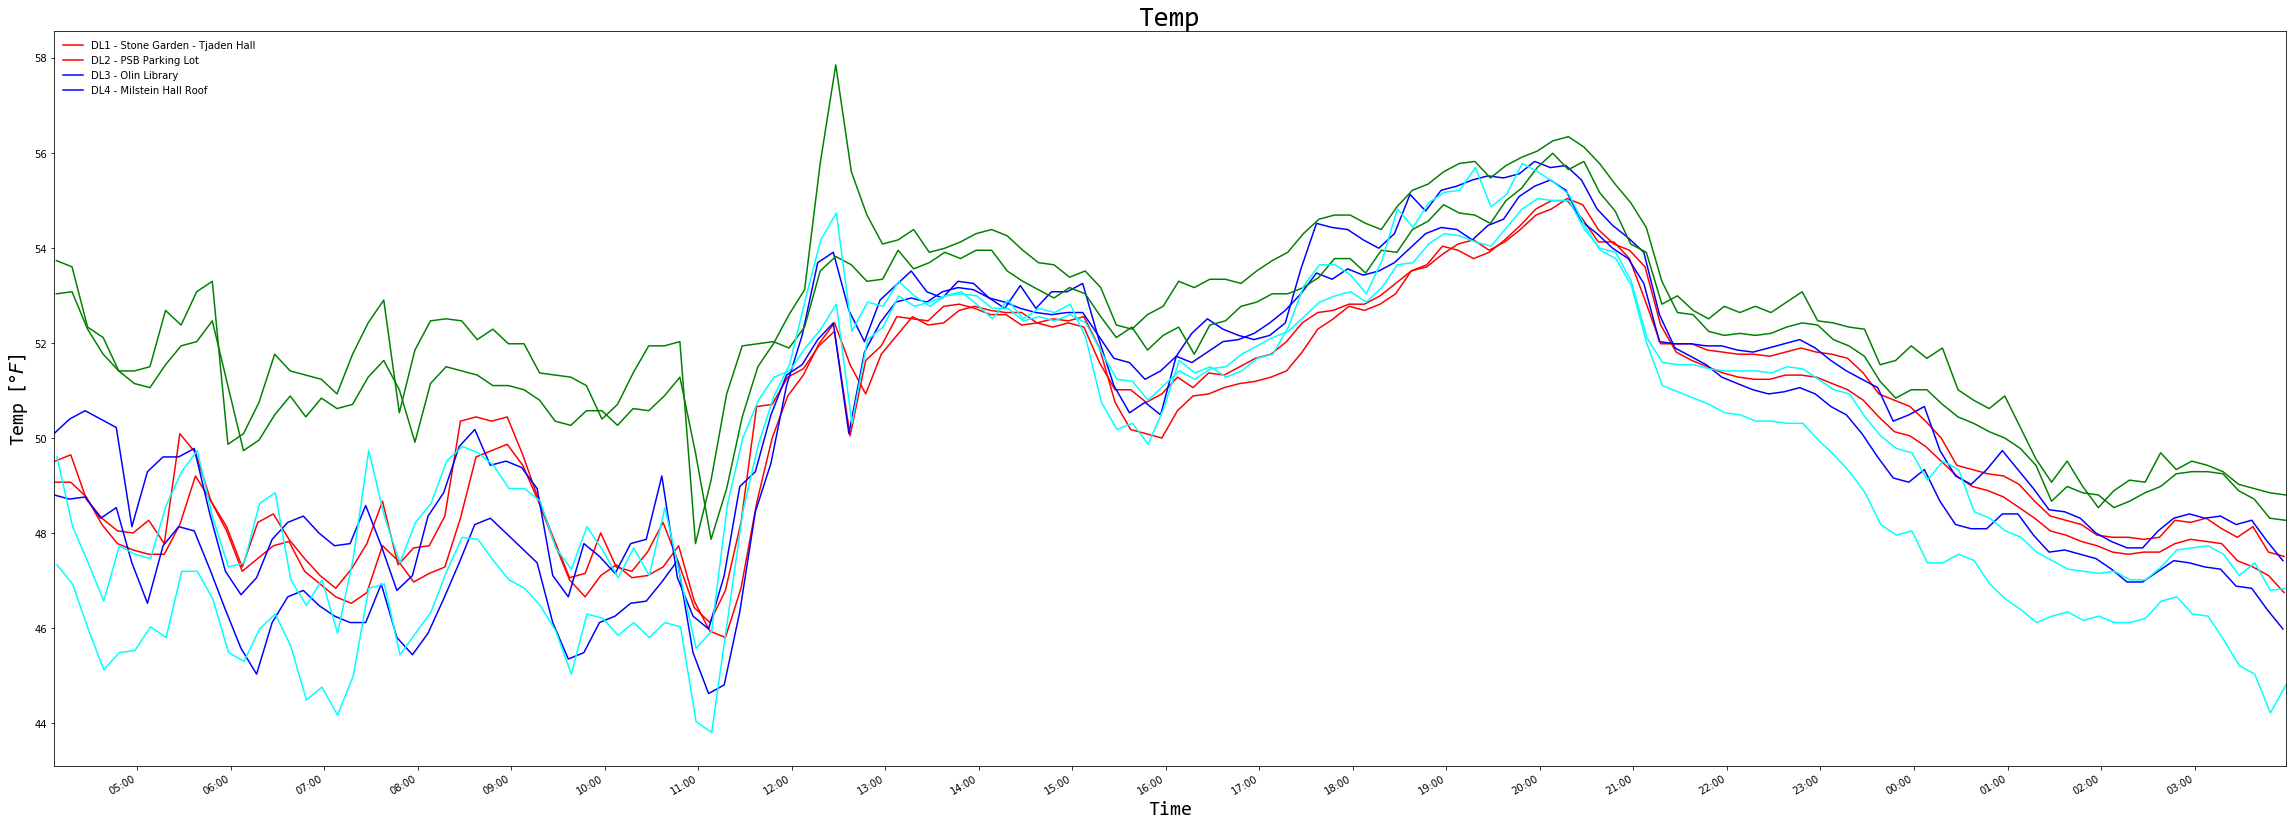 Temp
DL1 - Stone Garden - Tjaden Hall
DL2 - PSB Parking Lot
DL3 - Olin Library
DL4 - Milstein Hall Roof
Temp [°F]
58
56
54
52
50
48
46
44
05:00 06:00 07:00 08:00 09:00 10:00 11:00 12:00 13:00 14:00 15:00 16:00 17:00 18:00 19:00 20:00 21:00 22:00 23:00 00:00 01:00 02:00 03:00
Time